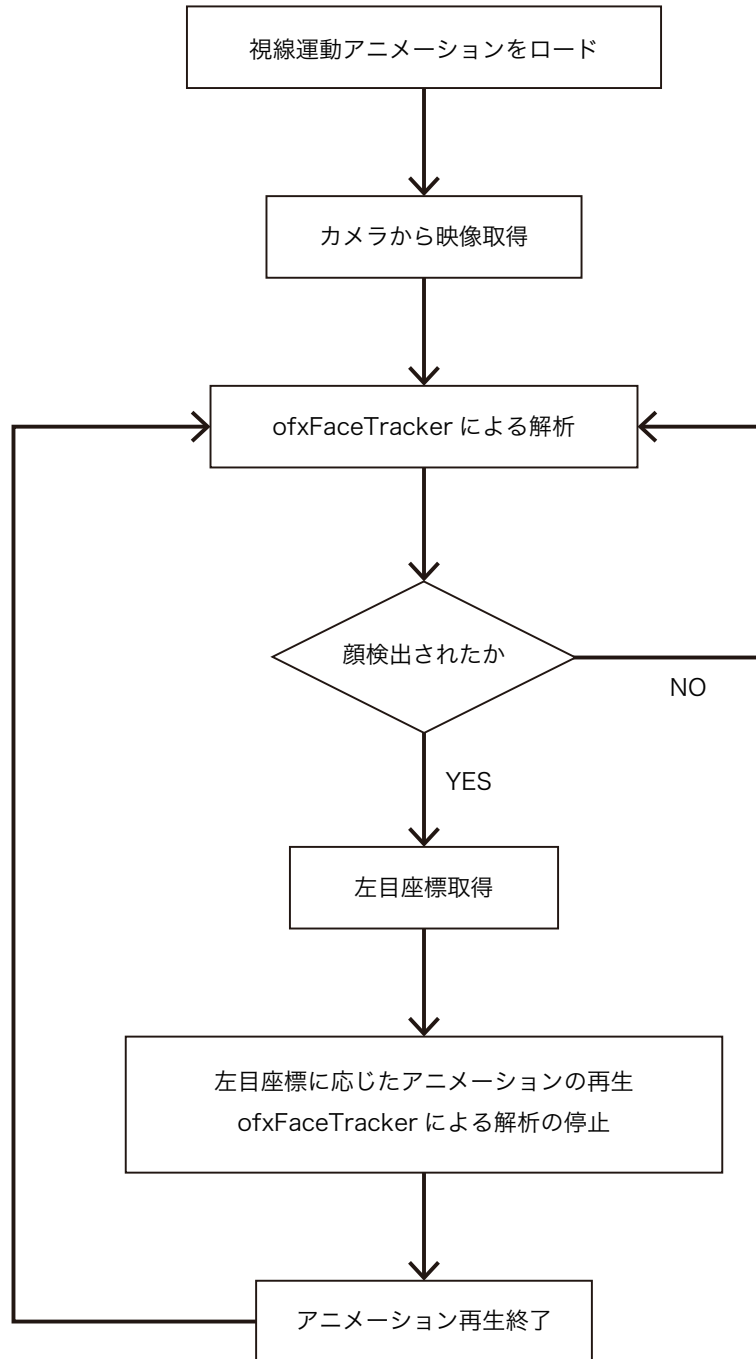 視線運動アニメーションをロード
カメラから映像取得
ofxFaceTracker による解析
顔検出されたか
NO
YES
左目座標取得
左目座標に応じたアニメーションの再生
ofxFaceTracker による解析の停止
アニメーション再生終了